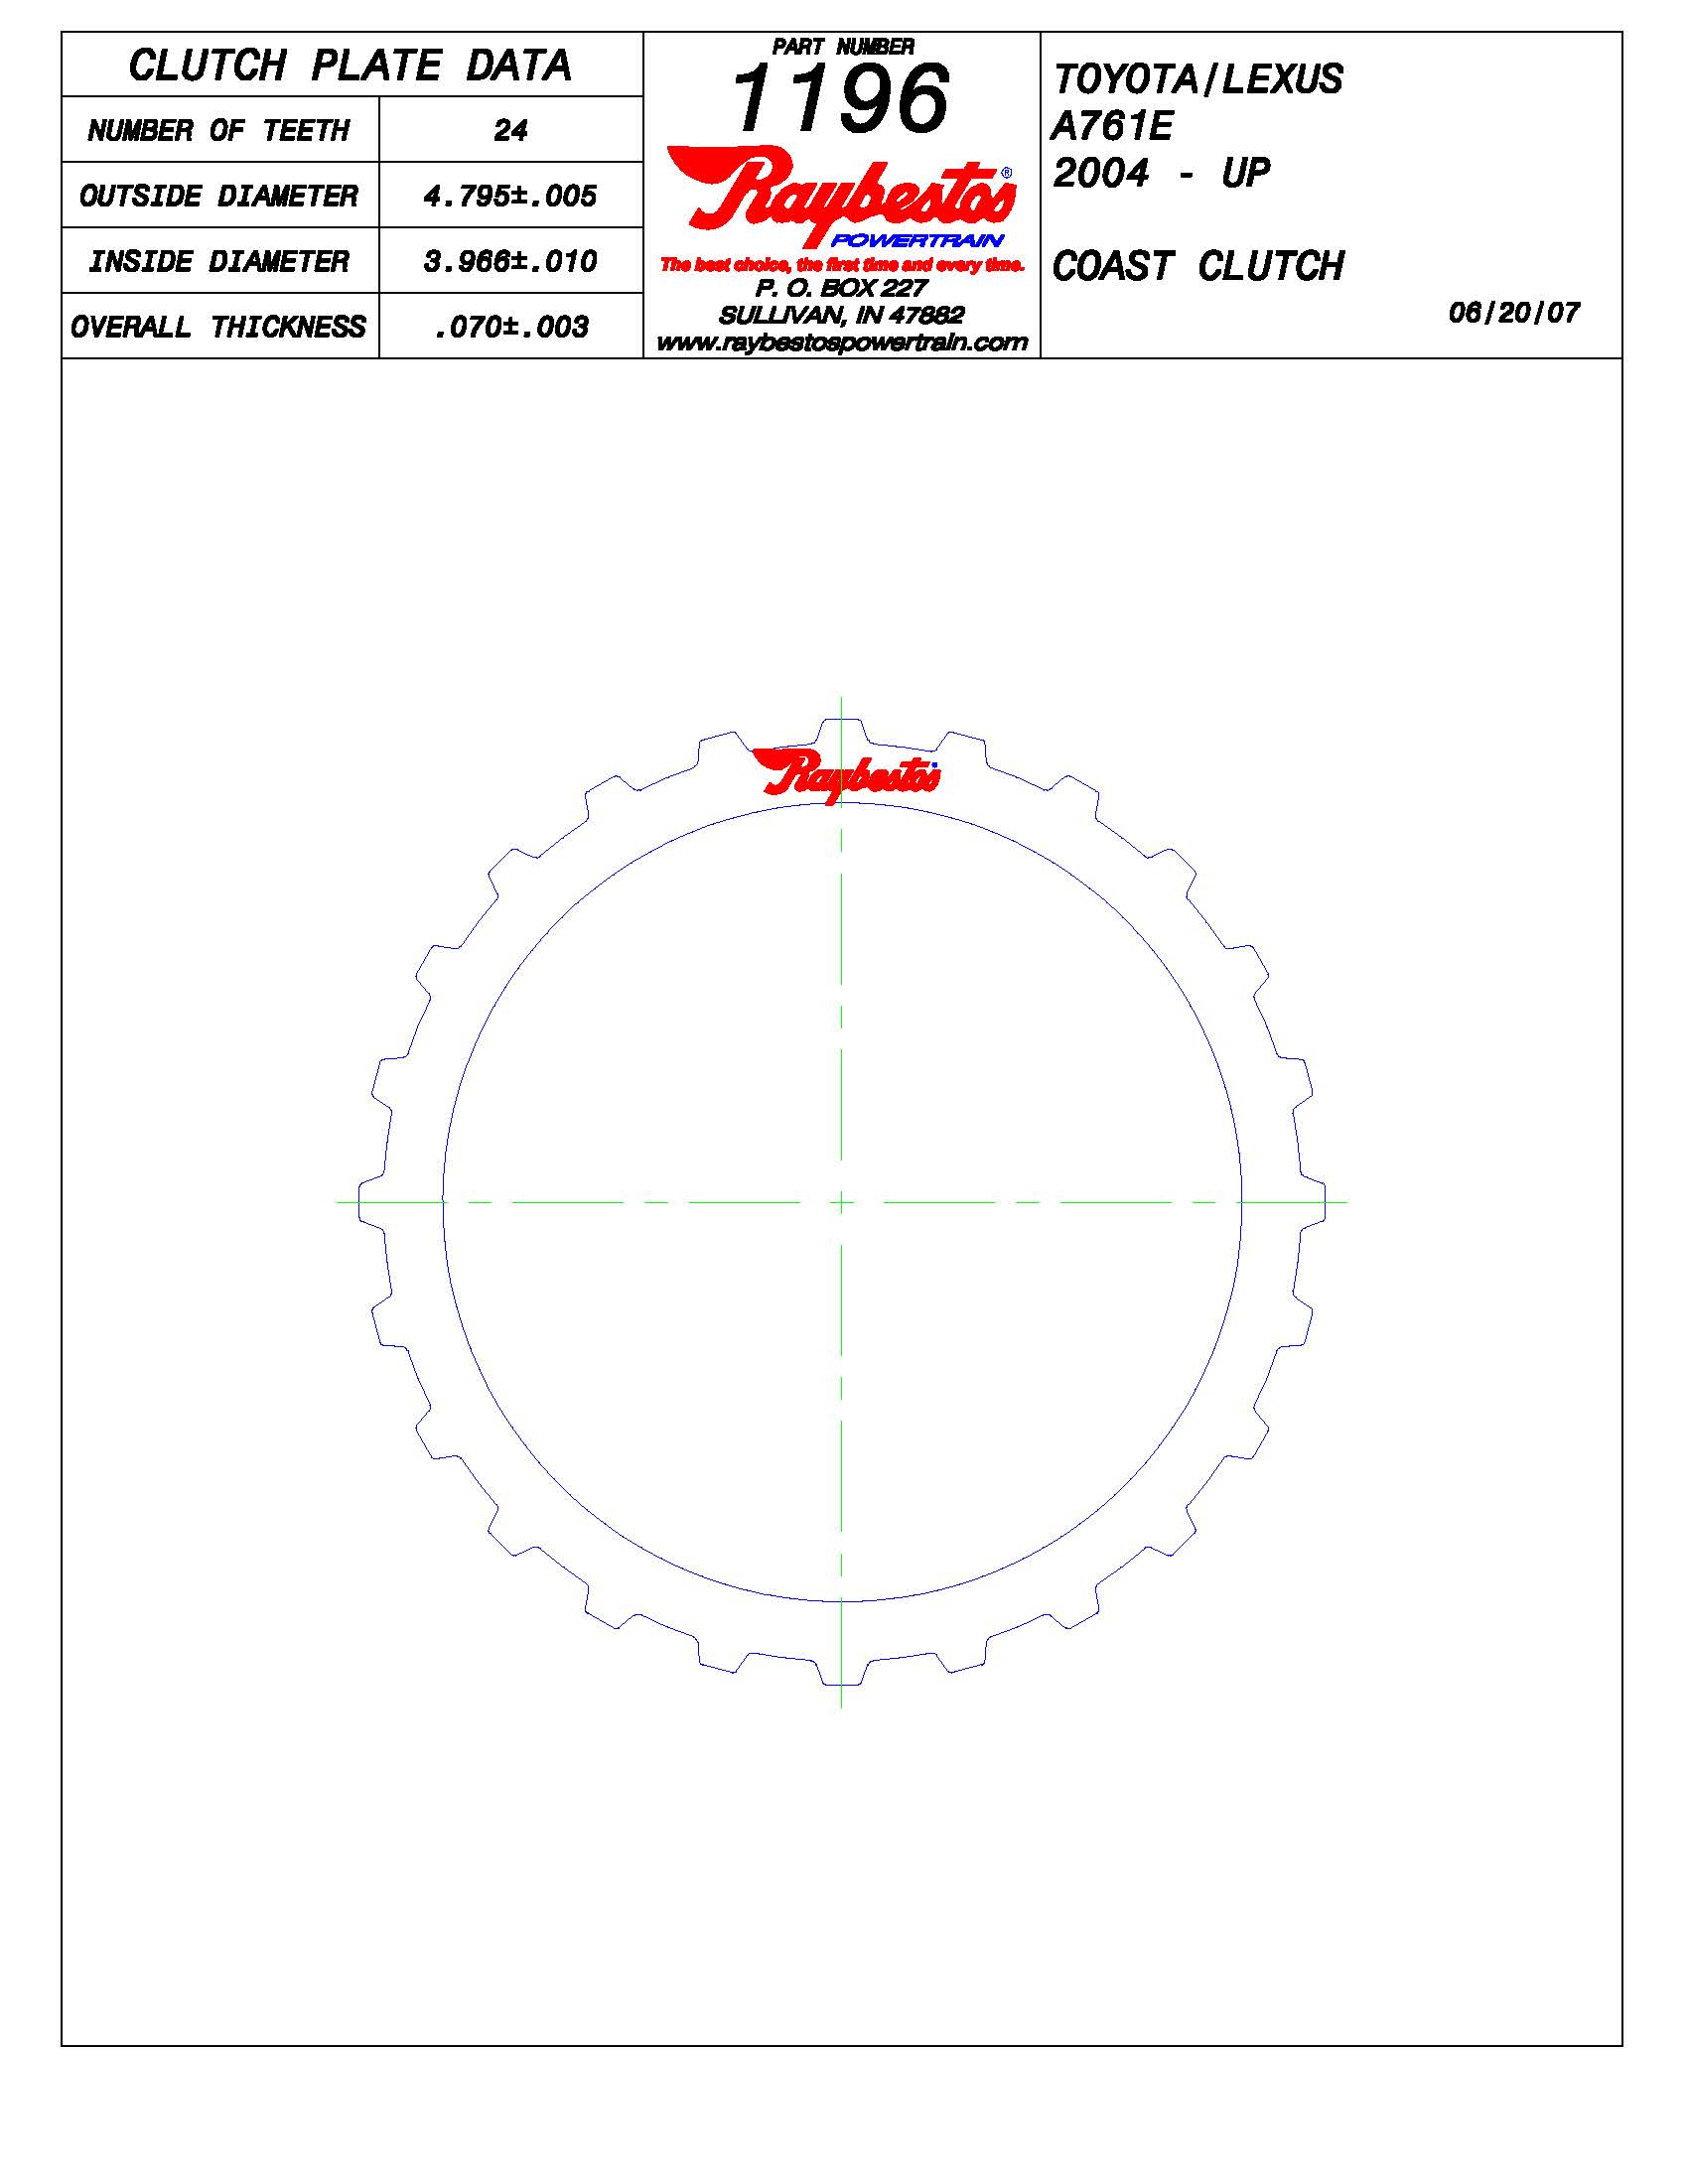 CLUTCH PLATE DATA
NUMBER OF TEETH 24
OUTSIDE DIAMETER 4.795±.005
INSIDE DIAMETER 3.966±.010
OVERALL THICKNESS .070±.003
PART NUMBER
1196
Raybestos®
POWERTRAIN
The best choice, the first time and every time.
P. O. BOX 227
SULLIVAN, IN 47882
www.raybestospowertrain.com
TOYOTA/LEXUS
A761E
2004 - UP
COAST CLUTCH
06/20/07
Raybestos